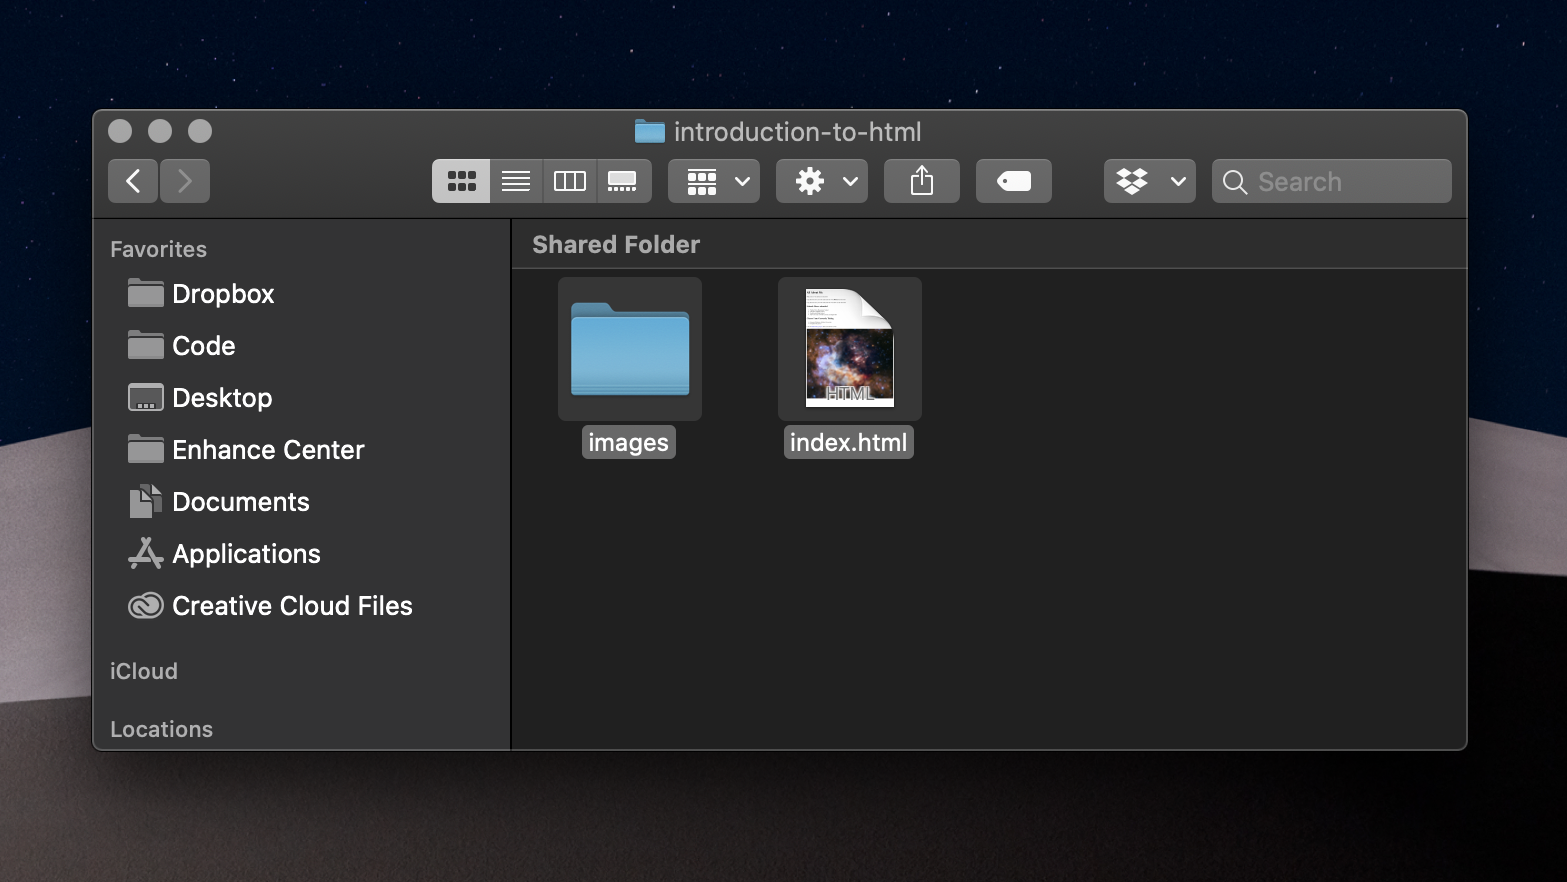 introduction-to-html
Search
Favorites
Dropbox
Code
Desktop
Enhance Center
Documents
Applications
Creative Cloud Files
iCloud
Locations
Shared Folder
HTML
images
index.html